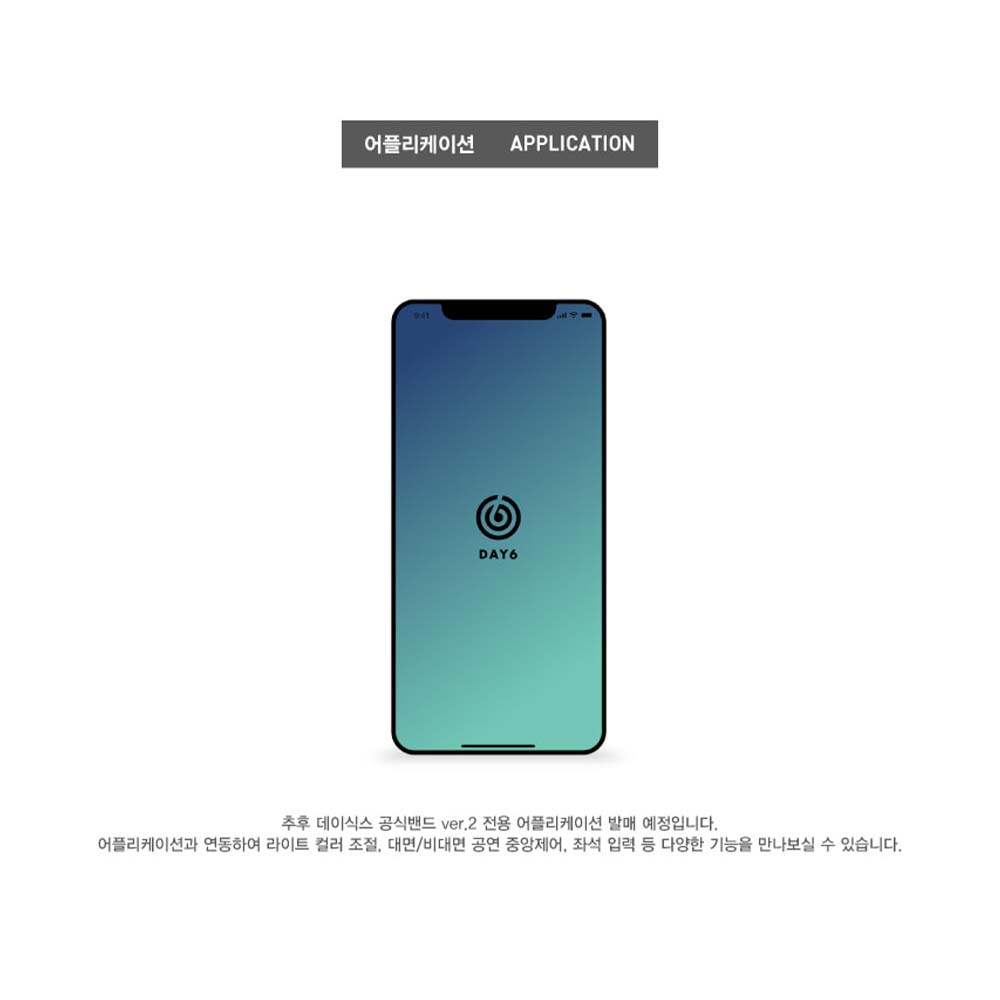 어플리케이션 APPLICATION
9:41
DAY6
추후 데이식스 공식밴드 ver.2 전용 어플리케이션 발매 예정입니다.
어플리케이션과 연동하여 라이트 컬러 조절, 대면/비대면 공연 중앙제어, 좌석 입력 등 다양한 기능을 만나보실 수 있습니다.